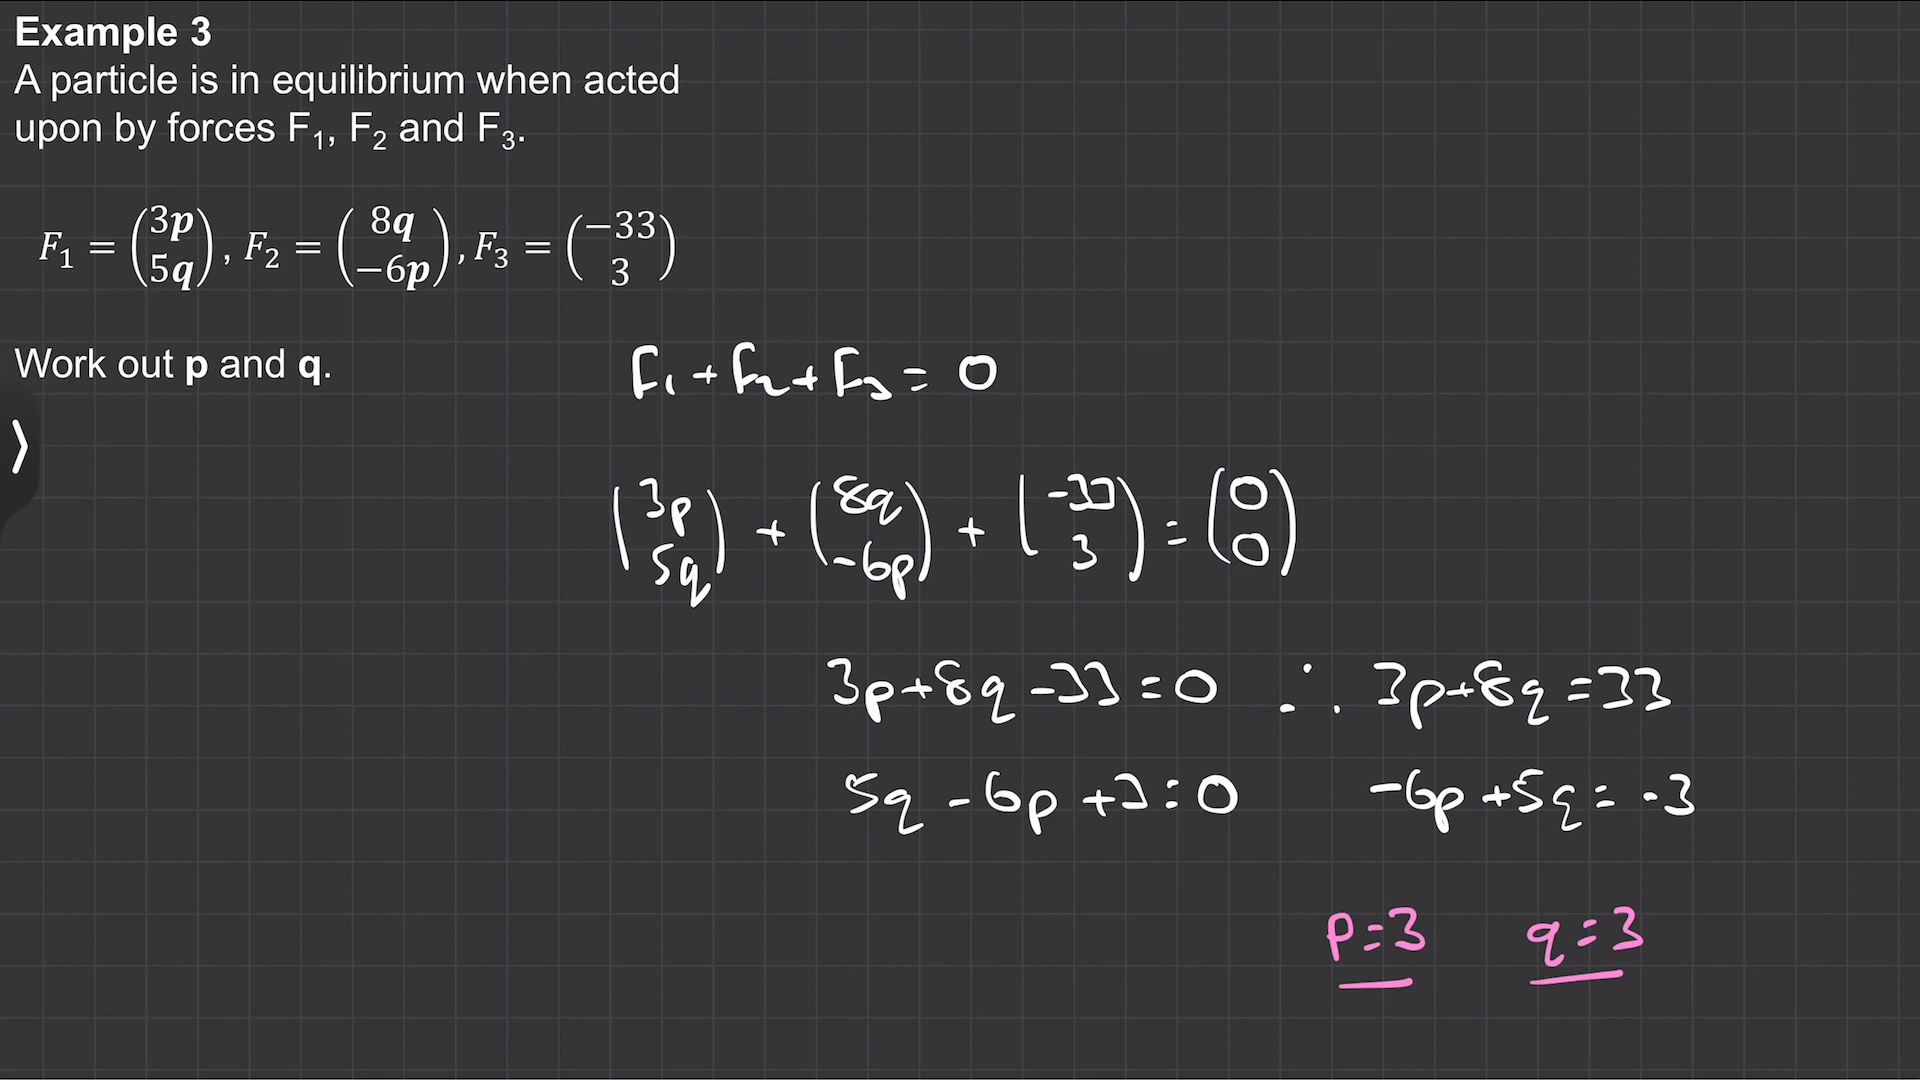 Example 3
A particle is in equilibrium when acted
upon by forces F₁, F₂ and F₃.
F₁ = (3p 5q), F₂ = (8q −6p), F₃ = (−33 3)
Work out p and q.
F₁ + F₂ + F₃ = 0
(3p 5q) + (8q -6p) + (-33 3) = (0 0)
3p+8q-33=0 ∴ 3p+8q=33
5q-6p+3=0 -6p+5q=-3
p=3 q=3